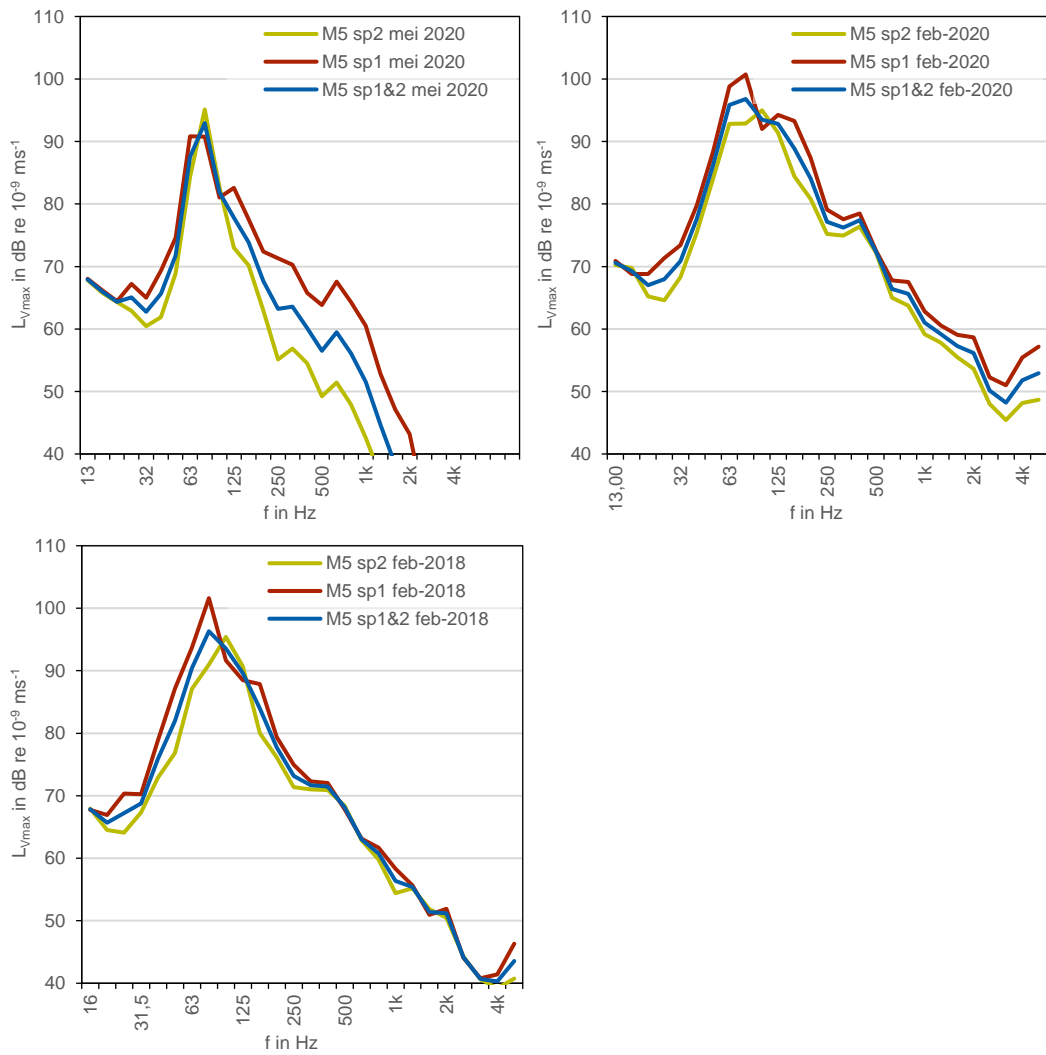 110
100
90
80
70
60
50
40
L_Vmax in dB re 10⁻⁹ ms⁻¹
M5 sp2 mei 2020
M5 sp1 mei 2020
M5 sp1&2 mei 2020
13 32 63 125 250 500 1k 2k 4k
f in Hz
110
100
90
80
70
60
50
40
L_Vmax in dB re 10⁻⁹ ms⁻¹
M5 sp2 feb-2020
M5 sp1 feb-2020
M5 sp1&2 feb-2020
13,00 32 63 125 250 500 1k 2k 4k
f in Hz
110
100
90
80
70
60
50
40
L_Vmax in dB re 10⁻⁹ ms⁻¹
M5 sp2 feb-2018
M5 sp1 feb-2018
M5 sp1&2 feb-2018
16 31,5 63 125 250 500 1k 2k 4k
f in Hz